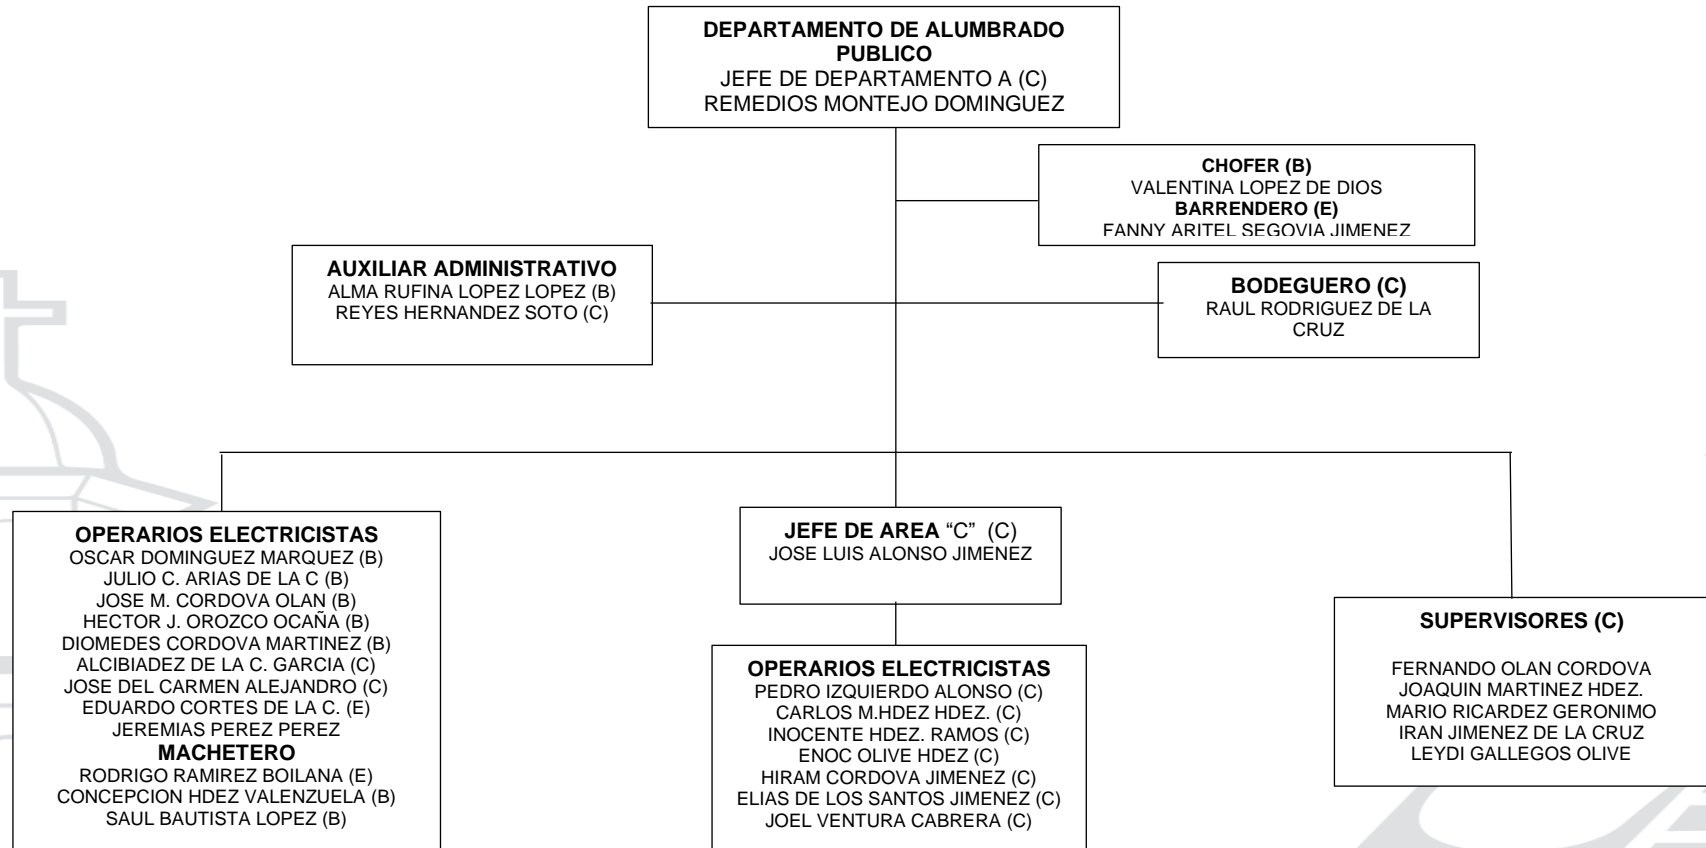 DEPARTAMENTO DE ALUMBRADO
PUBLICO
JEFE DE DEPARTAMENTO A (C)
REMEDIOS MONTEJO DOMINGUEZ
CHOFER (B)
VALENTINA LOPEZ DE DIOS
BARRENDERO (E)
FANNY ARITEL SEGOVIA JIMENEZ
AUXILIAR ADMINISTRATIVO
ALMA RUFINA LOPEZ LOPEZ (B)
REYES HERNANDEZ SOTO (C)
BODEGUERO (C)
RAUL RODRIGUEZ DE LA
CRUZ
OPERARIOS ELECTRICISTAS
OSCAR DOMINGUEZ MARQUEZ (B)
JULIO C. ARIAS DE LA C (B)
JOSE M. CORDOVA OLAN (B)
HECTOR J. OROZCO OCAÑA (B)
DIOMEDES CORDOVA MARTINEZ (B)
ALCIBIADEZ DE LA C. GARCIA (C)
JOSE DEL CARMEN ALEJANDRO (C)
EDUARDO CORTES DE LA C. (E)
JEREMIAS PEREZ PEREZ
MACHETERO
RODRIGO RAMIREZ BOILANA (E)
CONCEPCION HDEZ VALENZUELA (B)
SAUL BAUTISTA LOPEZ (B)
JEFE DE AREA “C” (C)
JOSE LUIS ALONSO JIMENEZ
OPERARIOS ELECTRICISTAS
PEDRO IZQUIERDO ALONSO (C)
CARLOS M.HDEZ HDEZ. (C)
INOCENTE HDEZ. RAMOS (C)
ENOC OLIVE HDEZ (C)
HIRAM CORDOVA JIMENEZ (C)
ELIAS DE LOS SANTOS JIMENEZ (C)
JOEL VENTURA CABRERA (C)
SUPERVISORES (C)
FERNANDO OLAN CORDOVA
JOAQUIN MARTINEZ HDEZ.
MARIO RICARDEZ GERONIMO
IRAN JIMENEZ DE LA CRUZ
LEYDI GALLEGOS OLIVE